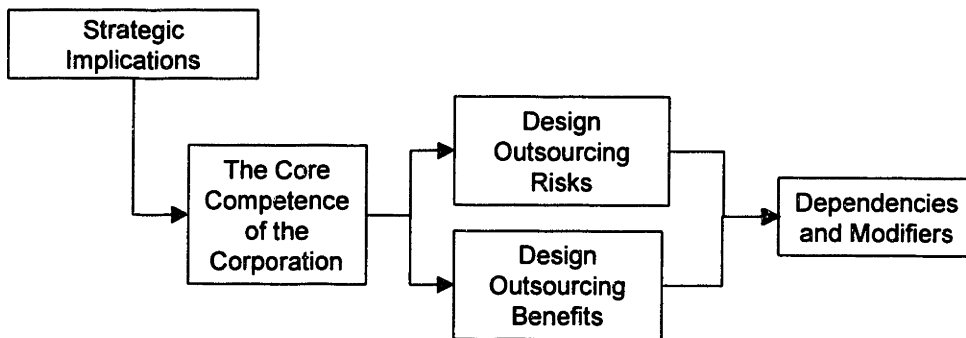 Strategic
Implications
The Core
Competence
of the
Corporation
Design
Outsourcing
Risks
Design
Outsourcing
Benefits
Dependencies
and Modifiers